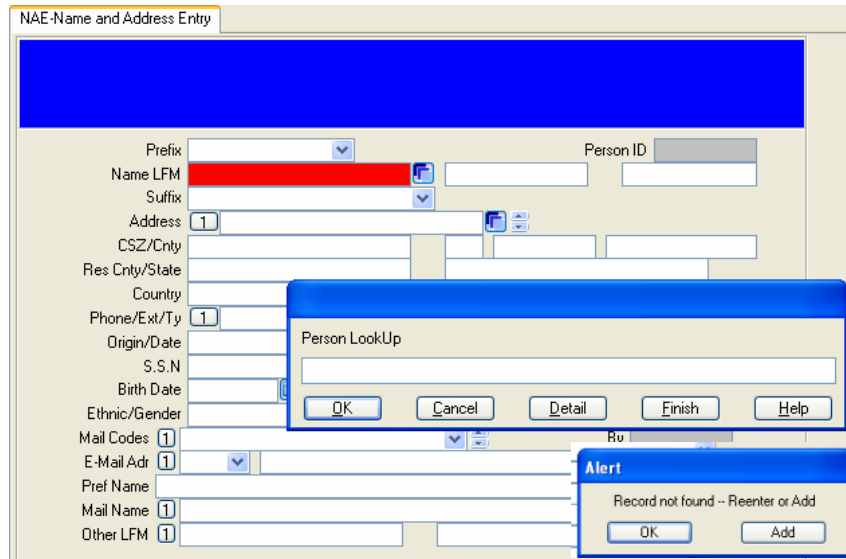 NAE-Name and Address Entry
Prefix
Person ID
Name LFM
Suffix
Address 1
CSZ/Cnty
Res Cnty/State
Country
Phone/Ext/Ty 1
Origin/Date
S.S.N
Birth Date
Ethnic/Gender
Person LookUp
OK Cancel Detail Finish Help
Mail Codes 1
E-Mail Adr 1
Pref Name
Mail Name 1
Other LFM 1
Alert
Record not found -- Reenter or Add
OK Add